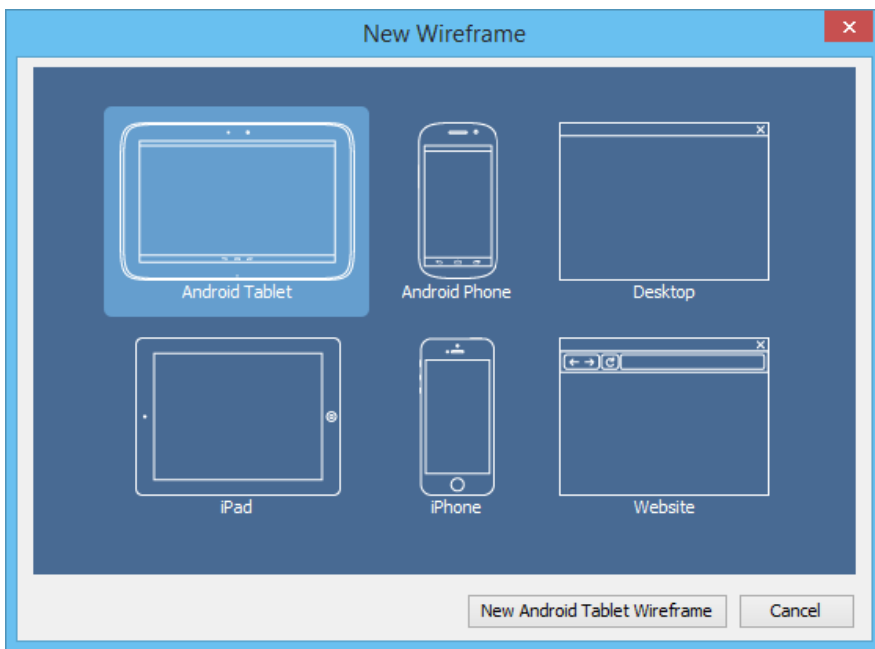 New Wireframe
Android Tablet
Android Phone
Desktop
iPad
iPhone
Website
New Android Tablet Wireframe
Cancel